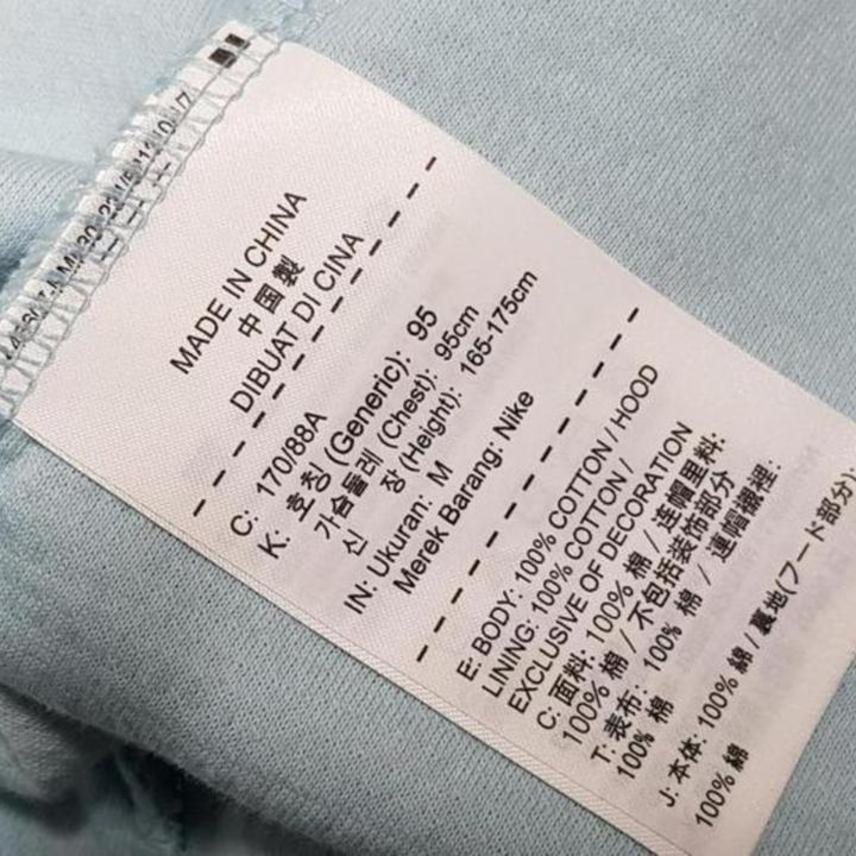 MADE IN CHINA
中国製
DIBUAT DI CINA
C: 170/88A
K: 호칭 (Generic): 95
가슴둘레 (Chest): 95cm
신 장 (Height): 165-175cm
IN: Ukuran: M
Merek Barang: Nike
E: BODY: 100% COTTON / HOOD
LINING: 100% COTTON /
EXCLUSIVE OF DECORATION
C: 面料: 100% 棉 / 连帽里料:
100% 棉 / 不包括装饰部分
T: 表布: 100% 棉 / 連帽襯裡:
100% 棉
J: 本体: 100% 綿 / 裏地(フード部分):
100% 綿